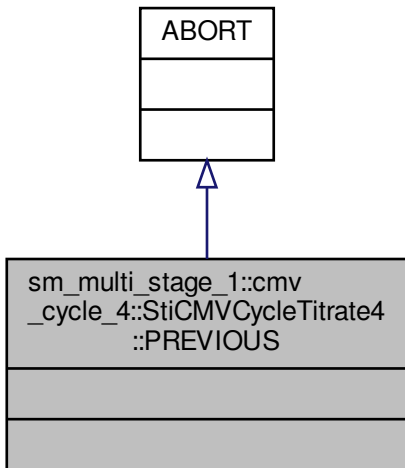 ABORT
sm_multi_stage_1::cmv
_cycle_4::StiCMVCycleTitrate4
::PREVIOUS